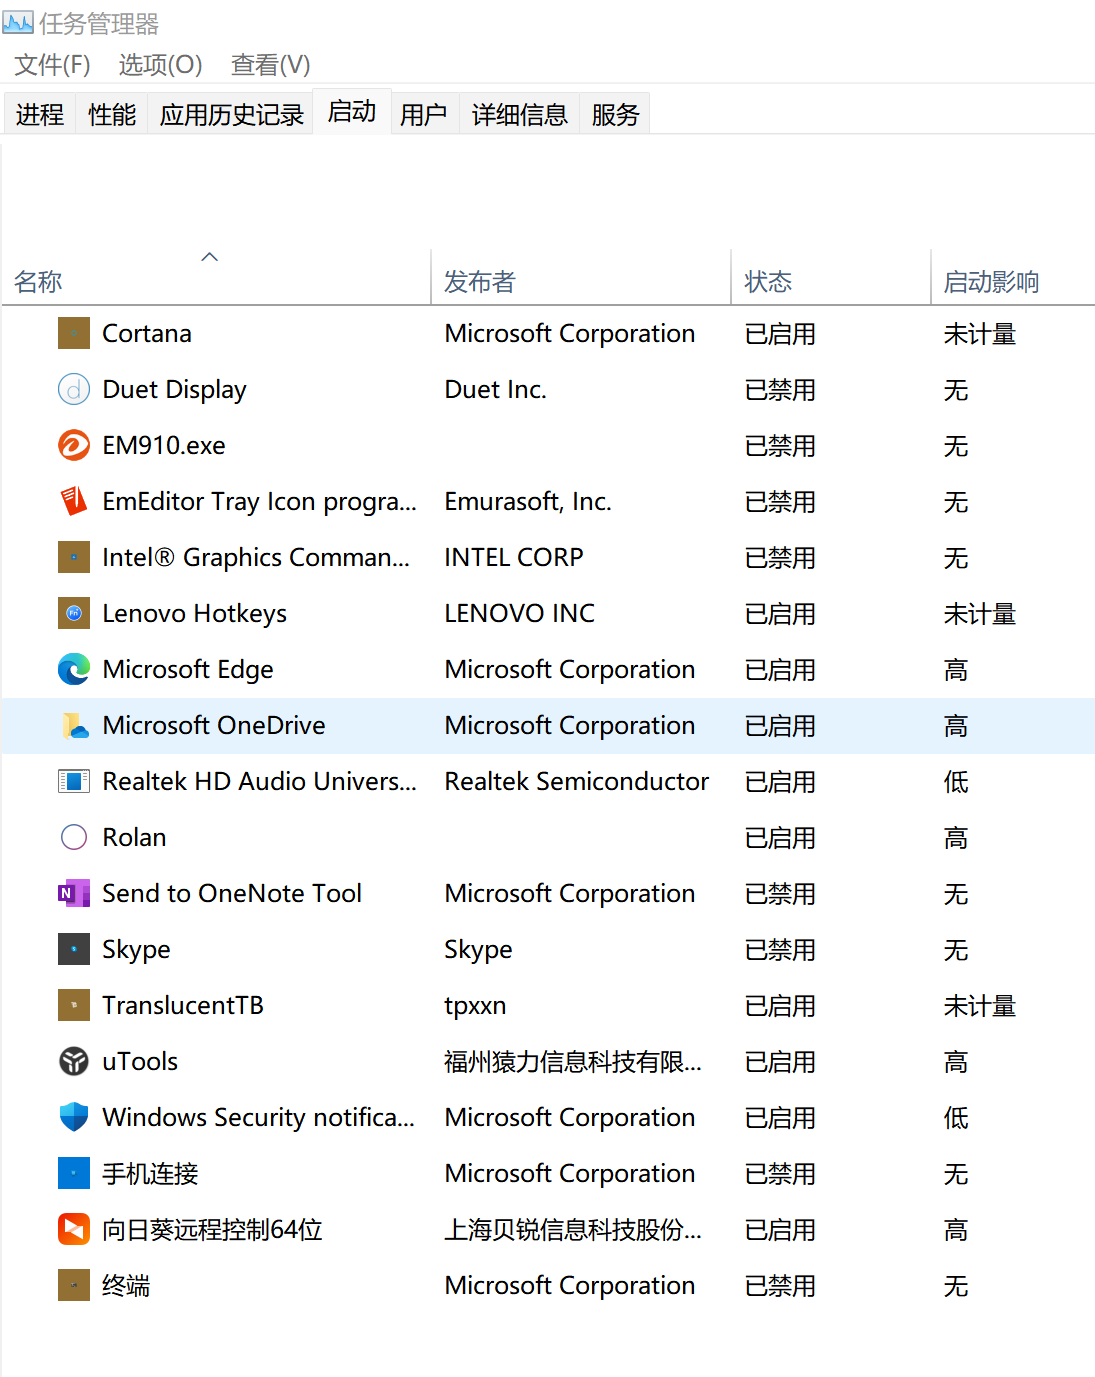 任务管理器
文件(F) 选项(O) 查看(V)
进程 性能 应用历史记录 启动 用户 详细信息 服务
名称 发布者 状态 启动影响
Cortana Microsoft Corporation 已启用 未计量
Duet Display Duet Inc. 已禁用 无
EM910.exe 已禁用 无
EmEditor Tray Icon progra... Emurasoft, Inc. 已禁用 无
Intel® Graphics Comman... INTEL CORP 已禁用 无
Lenovo Hotkeys LENOVO INC 已启用 未计量
Microsoft Edge Microsoft Corporation 已启用 高
Microsoft OneDrive Microsoft Corporation 已启用 高
Realtek HD Audio Univers... Realtek Semiconductor 已启用 低
Rolan 已启用 高
Send to OneNote Tool Microsoft Corporation 已禁用 无
Skype Skype 已禁用 无
TranslucentTB tpxxn 已启用 未计量
uTools 福州猿力信息科技有限... 已启用 高
Windows Security notifica... Microsoft Corporation 已启用 低
手机连接 Microsoft Corporation 已禁用 无
向日葵远程控制64位 上海贝锐信息科技股份... 已启用 高
终端 Microsoft Corporation 已禁用 无